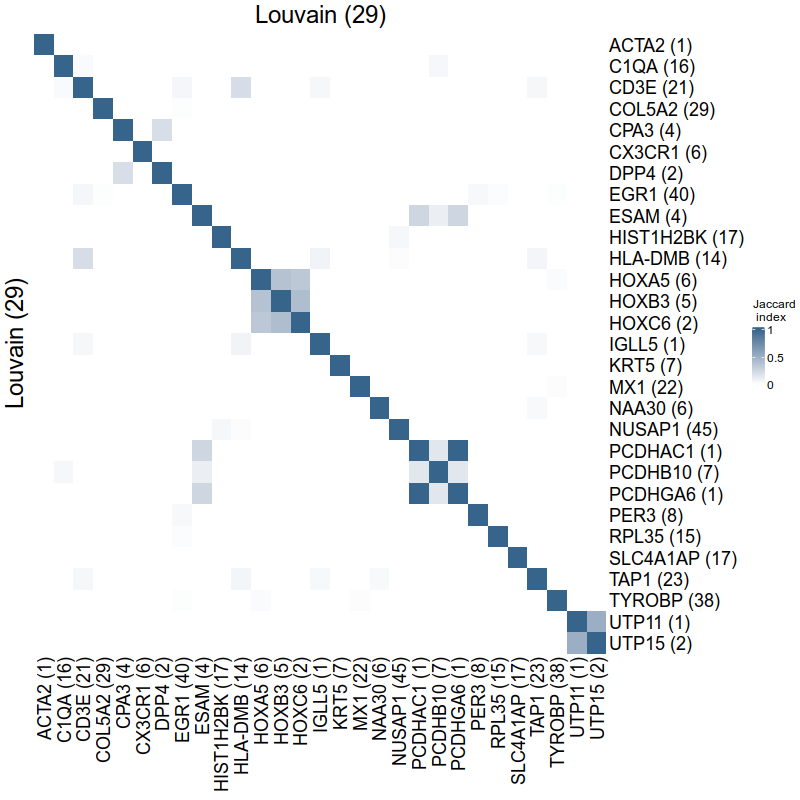 Louvain (29)
Louvain (29)
ACTA2 (1)
C1QA (16)
CD3E (21)
COL5A2 (29)
CPA3 (4)
CX3CR1 (6)
DPP4 (2)
EGR1 (40)
ESAM (4)
HIST1H2BK (17)
HLA-DMB (14)
HOXA5 (6)
HOXB3 (5)
HOXC6 (2)
IGLL5 (1)
KRT5 (7)
MX1 (22)
NAA30 (6)
NUSAP1 (45)
PCDHAC1 (1)
PCDHB10 (7)
PCDHGA6 (1)
PER3 (8)
RPL35 (15)
SLC4A1AP (17)
TAP1 (23)
TYROBP (38)
UTP11 (1)
UTP15 (2)
Jaccard
index
1
0.5
0
ACTA2 (1)
C1QA (16)
CD3E (21)
COL5A2 (29)
CPA3 (4)
CX3CR1 (6)
DPP4 (2)
EGR1 (40)
ESAM (4)
HIST1H2BK (17)
HLA-DMB (14)
HOXA5 (6)
HOXB3 (5)
HOXC6 (2)
IGLL5 (1)
KRT5 (7)
MX1 (22)
NAA30 (6)
NUSAP1 (45)
PCDHAC1 (1)
PCDHB10 (7)
PCDHGA6 (1)
PER3 (8)
RPL35 (15)
SLC4A1AP (17)
TAP1 (23)
TYROBP (38)
UTP11 (1)
UTP15 (2)